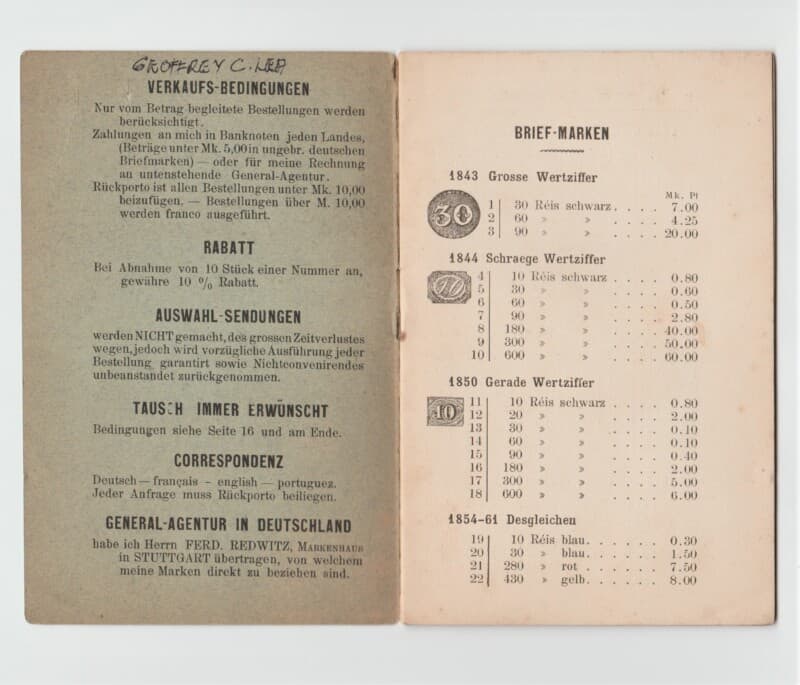 GEOFFREY C. LEE
VERKAUFS-BEDINGUNGEN
Nur vom Betrag begleitete Bestellungen werden
berücksichtigt.
Zahlungen an mich in Banknoten jeden Landes,
(Beträge unter Mk. 5,00 in ungebr. deutschen
Briefmarken) — oder für meine Rechnung
an untenstehende General-Agentur.
Rückporto ist allen Bestellungen unter Mk. 10,00
beizufügen. — Bestellungen über M. 10,00
werden franco ausgeführt.
RABATT
Bei Abnahme von 10 Stück einer Nummer an,
gewähre 10 % Rabatt.
AUSWAHL-SENDUNGEN
werden NICHT gemacht, des grossen Zeitverlustes
wegen, jedoch wird vorzügliche Ausführung jeder
Bestellung garantirt sowie Nichtconvenirendes
unbeanstandet zurückgenommen.
TAUSCH IMMER ERWÜNSCHT
Bedingungen siehe Seite 16 und am Ende.
CORRESPONDENZ
Deutsch — français - english — portuguez.
Jeder Anfrage muss Rückporto beiliegen.
GENERAL-AGENTUR IN DEUTSCHLAND
habe ich Herrn FERD. REDWITZ, MARKENHAUS
in STUTTGART übertragen, von welchem
meine Marken direkt zu beziehen sind.
BRIEF-MARKEN
1843 Grosse Wertziffer
Mk. Pf
30
1 30 Réis schwarz . . . . 7.00
2 60 » » . . . . 4.25
3 90 » » . . . . 20.00
1844 Schraege Wertziffer
10
4 10 Réis schwarz . . . . 0.80
5 30 » » . . . . 0.60
6 60 » » . . . . 0.50
7 90 » » . . . . 2.80
8 180 » » . . . . 40.00
9 300 » » . . . . 50.00
10 600 » » . . . . 60.00
1850 Gerade Wertziffer
10
11 10 Réis schwarz . . . . 0.80
12 20 » » . . . . 2.00
13 30 » » . . . . 0.10
14 60 » » . . . . 0.10
15 90 » » . . . . 0.40
16 180 » » . . . . 2.00
17 300 » » . . . . 5.00
18 600 » » . . . . 6.00
1854-61 Desgleichen
19 10 Réis blau . . . . . . 0.30
20 30 » blau . . . . . . 1.50
21 280 » rot . . . . . . 7.50
22 430 » gelb . . . . . . 8.00